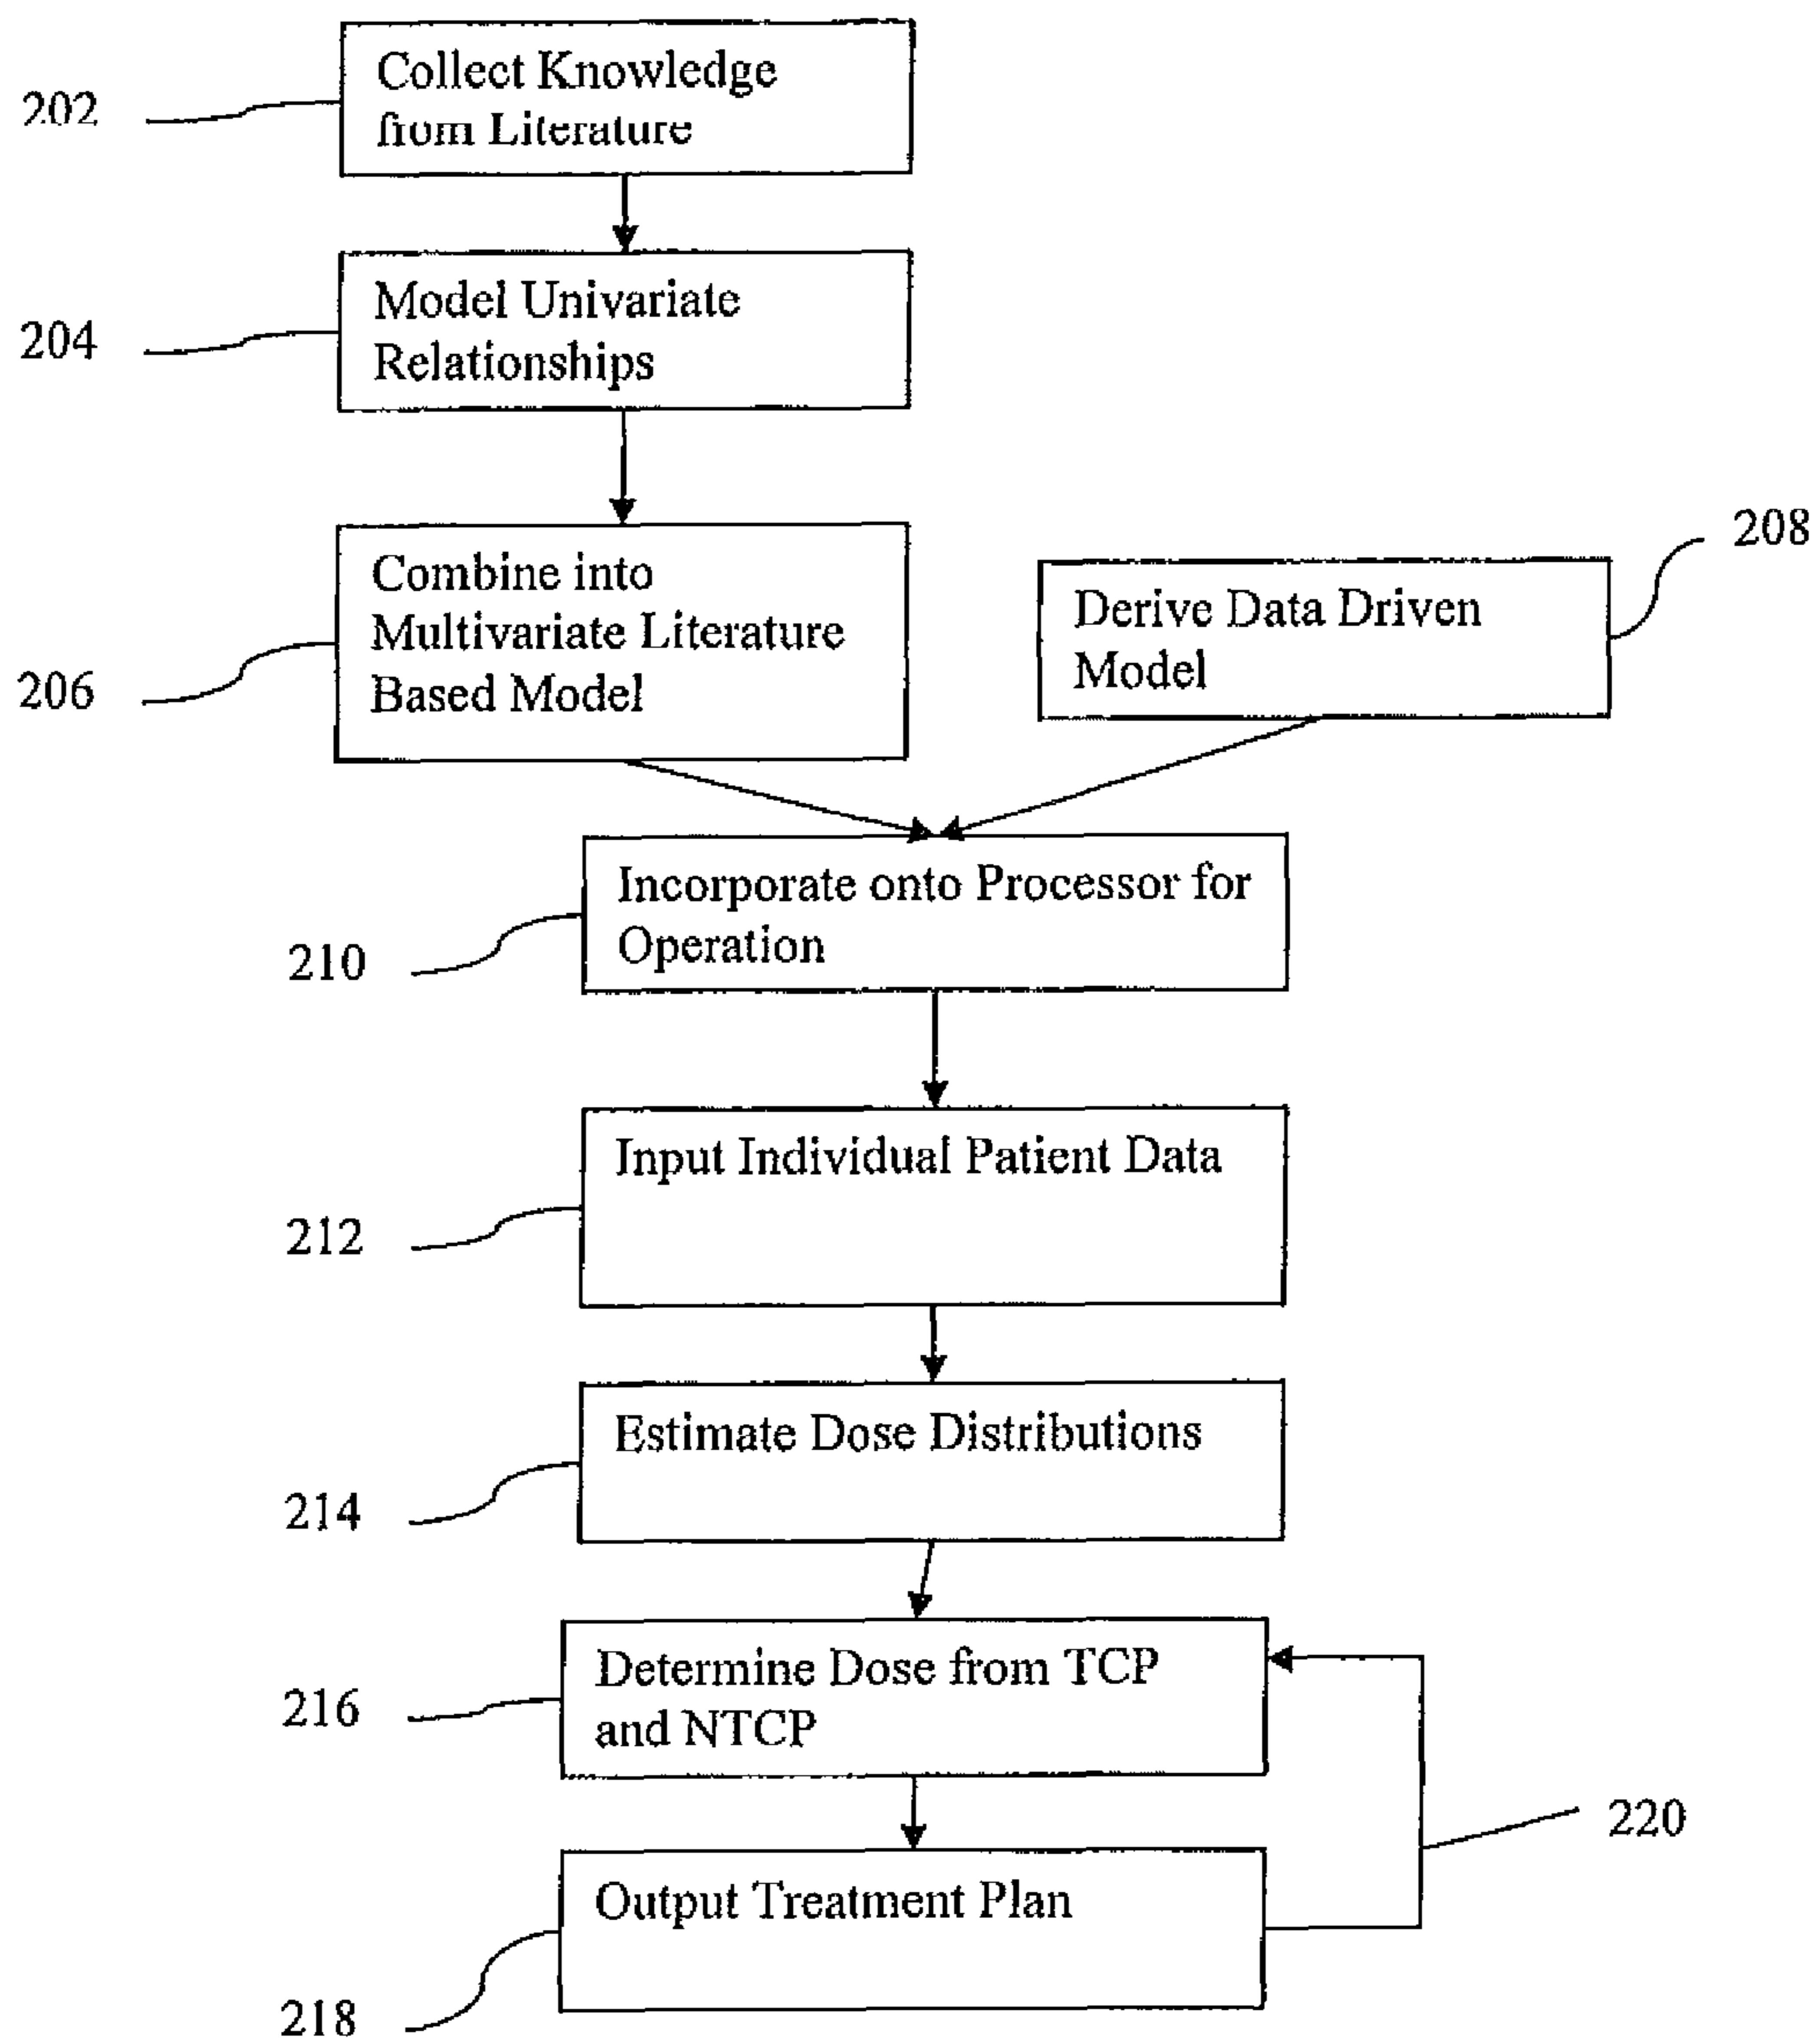 202
Collect Knowledge
from Literature
204
Model Univariate
Relationships
206
Combine into
Multivariate Literature
Based Model
208
Derive Data Driven
Model
210
Incorporate onto Processor for
Operation
212
Input Individual Patient Data
214
Estimate Dose Distributions
216
Determine Dose from TCP
and NTCP
218
Output Treatment Plan
220